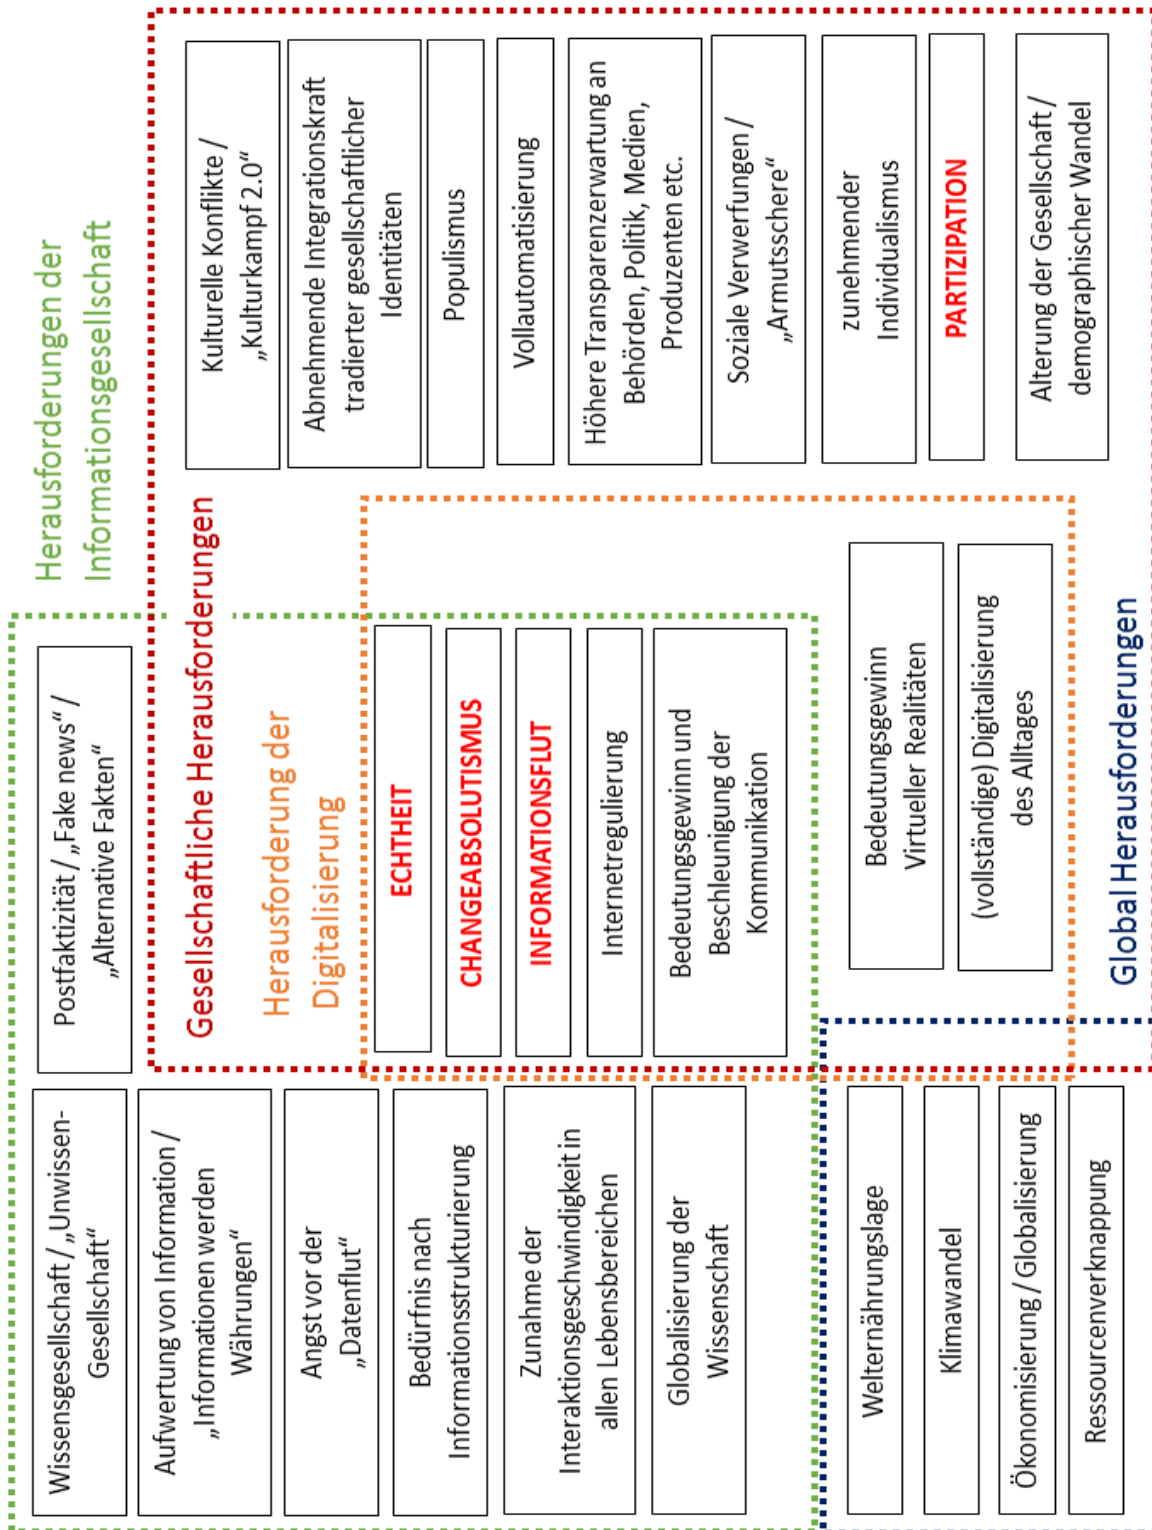 Herausforderungen der
Informationsgesellschaft
Wissensgesellschaft / „Unwissen-
Gesellschaft“
Aufwertung von Information /
„Informationen werden
Währungen“
Angst vor der
„Datenflut“
Bedürfnis nach
Informationsstrukturierung
Zunahme der
Interaktionsgeschwindigkeit in
allen Lebensbereichen
Globalisierung der
Wissenschaft
Welternährungslage
Klimawandel
Ökonomisierung / Globalisierung
Ressourcenverknappung
Postfaktizität / „Fake news“ /
„Alternative Fakten“
Gesellschaftliche Herausforderungen
Herausforderung der
Digitalisierung
ECHTHEIT
CHANGEABSOLUTISMUS
INFORMATIONSFLUT
Internetregulierung
Bedeutungsgewinn und
Beschleunigung der
Kommunikation
Bedeutungsgewinn
Virtueller Realitäten
(vollständige) Digitalisierung
des Alltages
Global Herausforderungen
Kulturelle Konflikte /
„Kulturkampf 2.0“
Abnehmende Integrationskraft
tradierter gesellschaftlicher
Identitäten
Populismus
Vollautomatisierung
Höhere Transparenzerwartung an
Behörden, Politik, Medien,
Produzenten etc.
Soziale Verwerfungen /
„Armutsschere“
zunehmender
Individualismus
PARTIZIPATION
Alterung der Gesellschaft /
demographischer Wandel